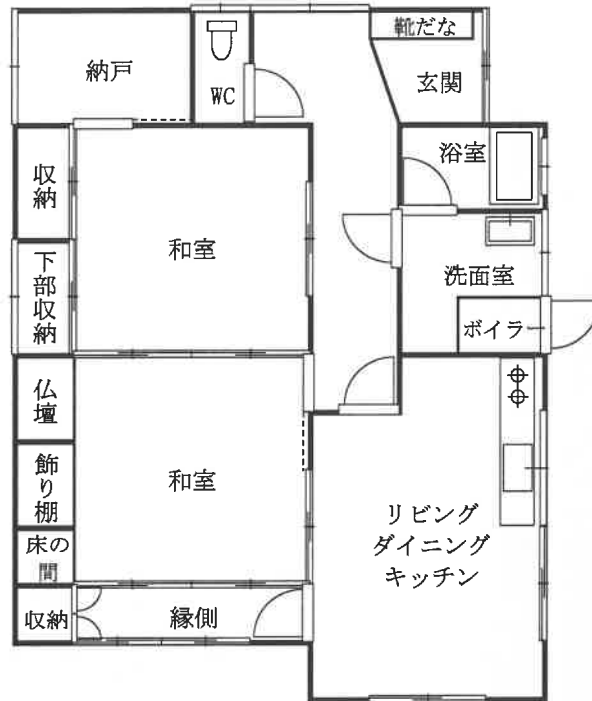 靴だな
納戸
WC
玄関
浴室
収納
和室
下部収納
洗面室
ボイラ
仏壇
飾り棚
和室
リビング
ダイニング
キッチン
床の
間
収納
縁側